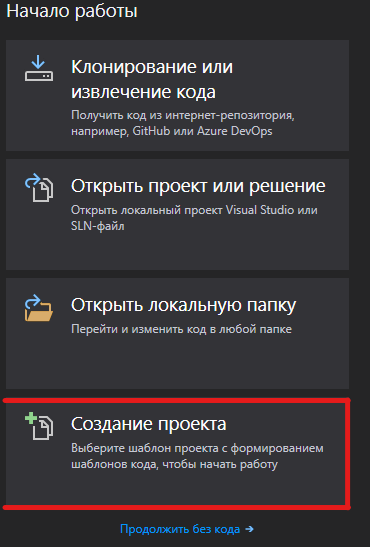 Начало работы
Клонирование или
извлечение кода
Получить код из интернет-репозитория,
например, GitHub или Azure DevOps
Открыть проект или решение
Открыть локальный проект Visual Studio или
SLN-файл
Открыть локальную папку
Перейти и изменить код в любой папке
Создание проекта
Выберите шаблон проекта с формированием
шаблонов кода, чтобы начать работу
Продолжить без кода →